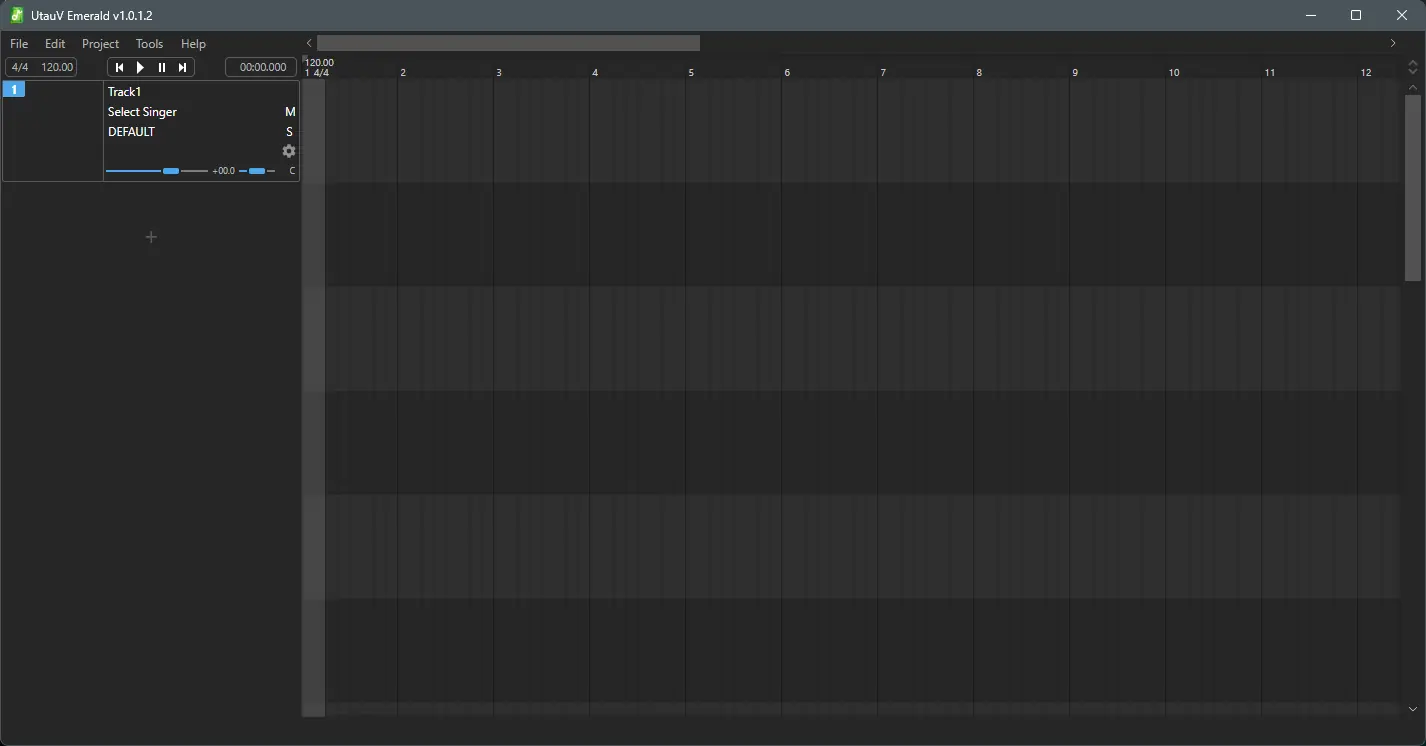 UtauV Emerald v1.0.1.2
File Edit Project Tools Help
4/4 120.00 00:00.000 120.00
1 4/4 2 3 4 5 6 7 8 9 10 11 12
1 Track1
Select Singer M
DEFAULT S
+00.0 C